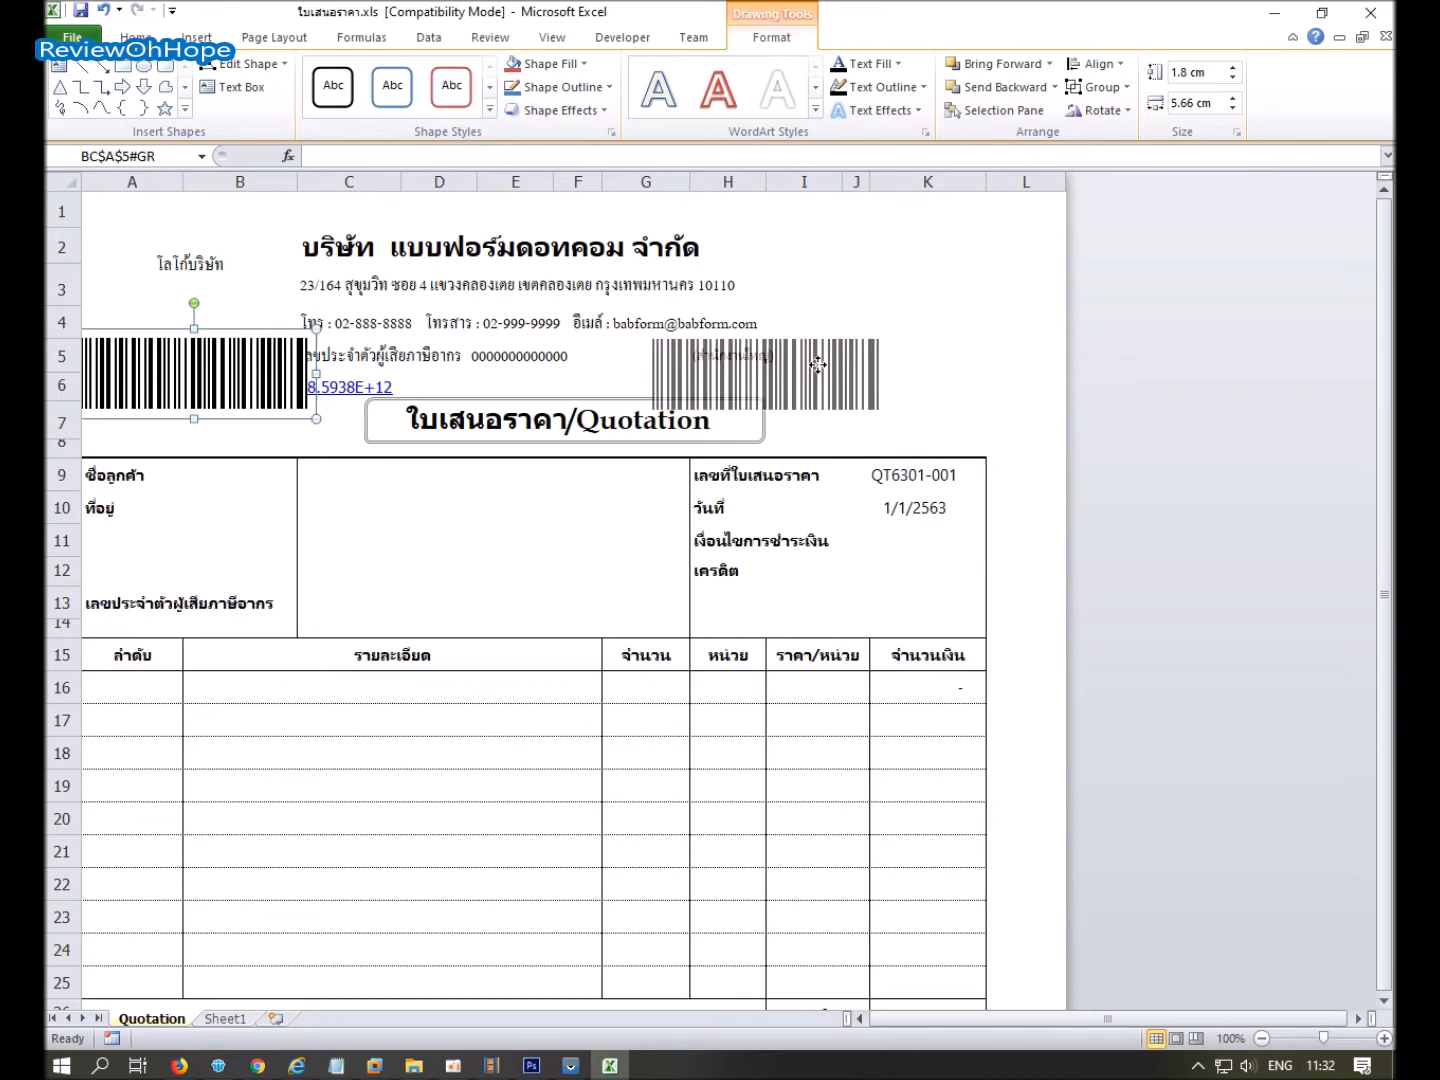 ใบเสนอราคา.xls [Compatibility Mode] - Microsoft Excel
Drawing Tools
File Home Insert Page Layout Formulas Data Review View Developer Team Format
ReviewOhHope
Edit Shape
Text Box
Insert Shapes
Abc Abc Abc
Shape Fill
Shape Outline
Shape Effects
Shape Styles
A A A
Text Fill
Text Outline
Text Effects
WordArt Styles
Bring Forward
Send Backward
Selection Pane
Align
Group
Rotate
Arrange
1.8 cm
5.66 cm
Size
BC$A$5#GR
fx
A B C D E F G H I J K L
1
2 บริษัท แบบฟอร์มดอทคอม จำกัด
โลโก้บริษัท
3 23/164 สุขุมวิท ซอย 4 แขวงคลองเตย เขตคลองเตย กรุงเทพมหานคร 10110
4 โทร : 02-888-8888 โทรสาร : 02-999-9999 อีเมล์ : babform@babform.com
5 เลขประจำตัวผู้เสียภาษีอากร 0000000000000 (สำนักงานใหญ่)
6 8.5938E+12
7 ใบเสนอราคา/Quotation
8
9 ชื่อลูกค้า เลขที่ใบเสนอราคา QT6301-001
10 ที่อยู่ วันที่ 1/1/2563
11 เงื่อนไขการชำระเงิน
12 เครดิต
13 เลขประจำตัวผู้เสียภาษีอากร
14
15 ลำดับ รายละเอียด จำนวน หน่วย ราคา/หน่วย จำนวนเงิน
16 -
17
18
19
20
21
22
23
24
25
26
Quotation Sheet1
Ready 100%
Ps ENG 11:32